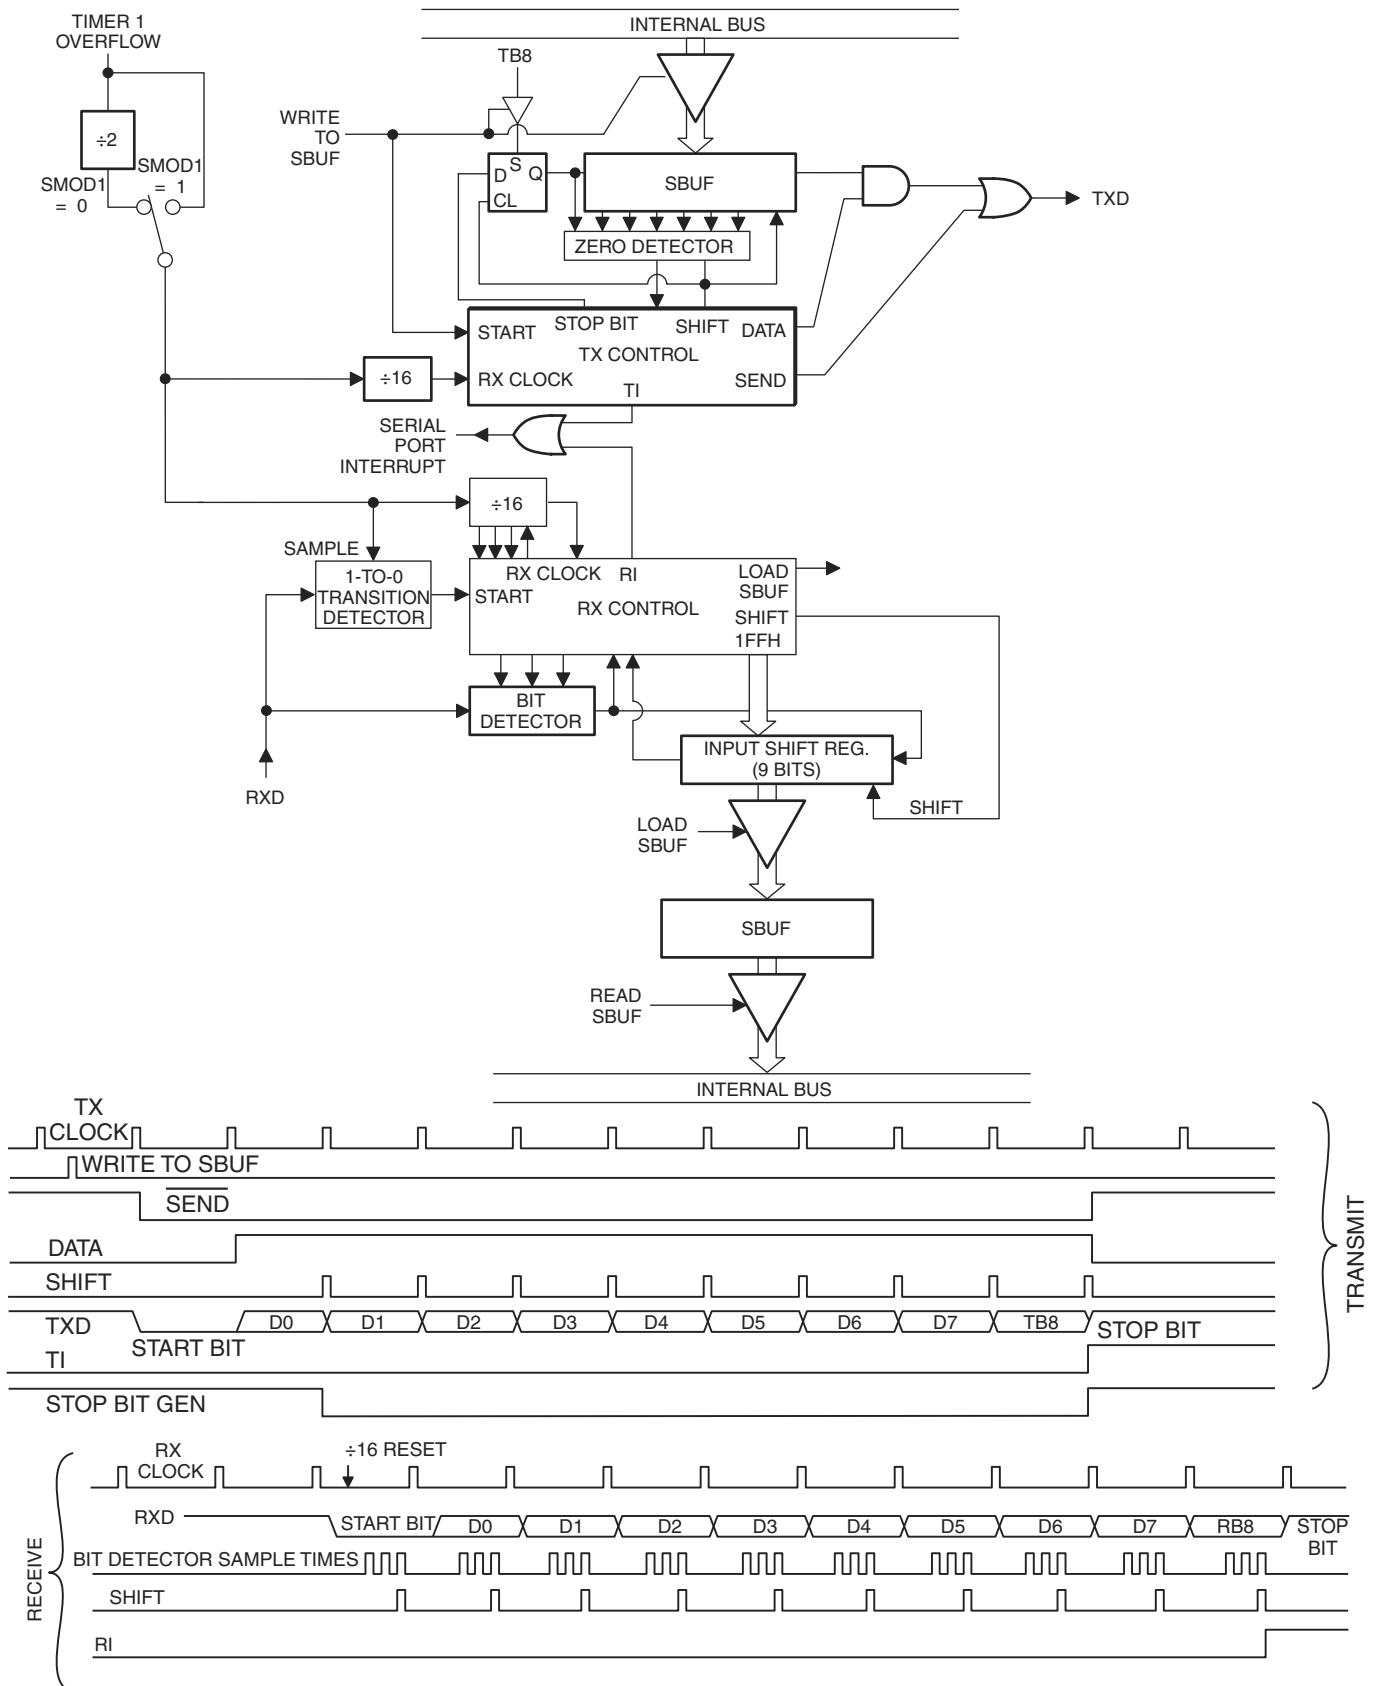 TIMER 1
OVERFLOW
INTERNAL BUS
TB8
WRITE
TO
SBUF
÷2
SMOD1
= 1
SMOD1
= 0
S
D
Q
CL
SBUF
TXD
ZERO DETECTOR
STOP BIT
SHIFT
DATA
START
TX CONTROL
÷16
RX CLOCK
SEND
TI
SERIAL
PORT
INTERRUPT
÷16
SAMPLE
1-TO-0
TRANSITION
DETECTOR
RX CLOCK
RI
LOAD
SBUF
START
RX CONTROL
SHIFT
1FFH
BIT
DETECTOR
INPUT SHIFT REG.
(9 BITS)
RXD
SHIFT
LOAD
SBUF
SBUF
READ
SBUF
INTERNAL BUS
TX
CLOCK
WRITE TO SBUF
SEND
DATA
SHIFT
TXD
START BIT
D0
D1
D2
D3
D4
D5
D6
D7
TB8
STOP BIT
TI
STOP BIT GEN
TRANSMIT
RX
CLOCK
÷16 RESET
RXD
START BIT
D0
D1
D2
D3
D4
D5
D6
D7
RB8
STOP
BIT
BIT DETECTOR SAMPLE TIMES
SHIFT
RI
RECEIVE